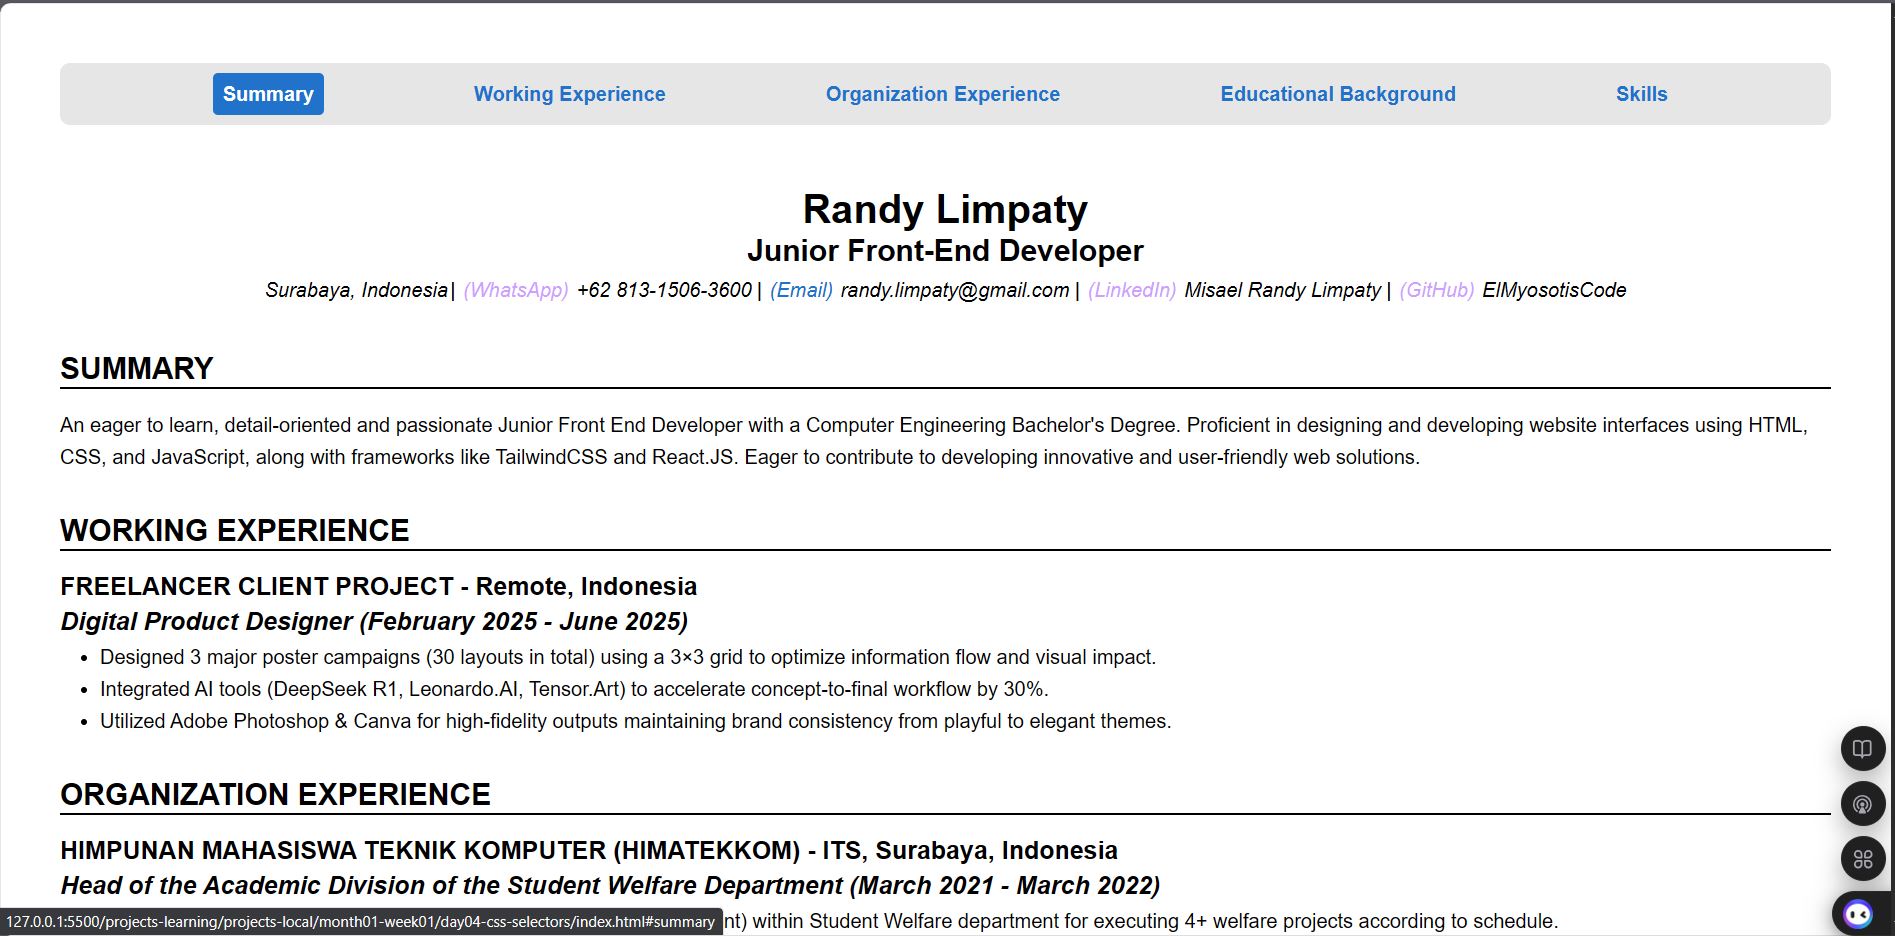 Summary Working Experience Organization Experience Educational Background Skills
Randy Limpaty
Junior Front-End Developer
Surabaya, Indonesia| (WhatsApp) +62 813-1506-3600 | (Email) randy.limpaty@gmail.com | (LinkedIn) Misael Randy Limpaty | (GitHub) ElMyosotisCode
SUMMARY
An eager to learn, detail-oriented and passionate Junior Front End Developer with a Computer Engineering Bachelor's Degree. Proficient in designing and developing website interfaces using HTML,
CSS, and JavaScript, along with frameworks like TailwindCSS and React.JS. Eager to contribute to developing innovative and user-friendly web solutions.
WORKING EXPERIENCE
FREELANCER CLIENT PROJECT - Remote, Indonesia
Digital Product Designer (February 2025 - June 2025)
• Designed 3 major poster campaigns (30 layouts in total) using a 3×3 grid to optimize information flow and visual impact.
• Integrated AI tools (DeepSeek R1, Leonardo.AI, Tensor.Art) to accelerate concept-to-final workflow by 30%.
• Utilized Adobe Photoshop & Canva for high-fidelity outputs maintaining brand consistency from playful to elegant themes.
ORGANIZATION EXPERIENCE
HIMPUNAN MAHASISWA TEKNIK KOMPUTER (HIMATEKKOM) - ITS, Surabaya, Indonesia
Head of the Academic Division of the Student Welfare Department (March 2021 - March 2022)
127.0.0.1:5500/projects-learning/projects-local/month01-week01/day04-css-selectors/index.html#summary
nt) within Student Welfare department for executing 4+ welfare projects according to schedule.